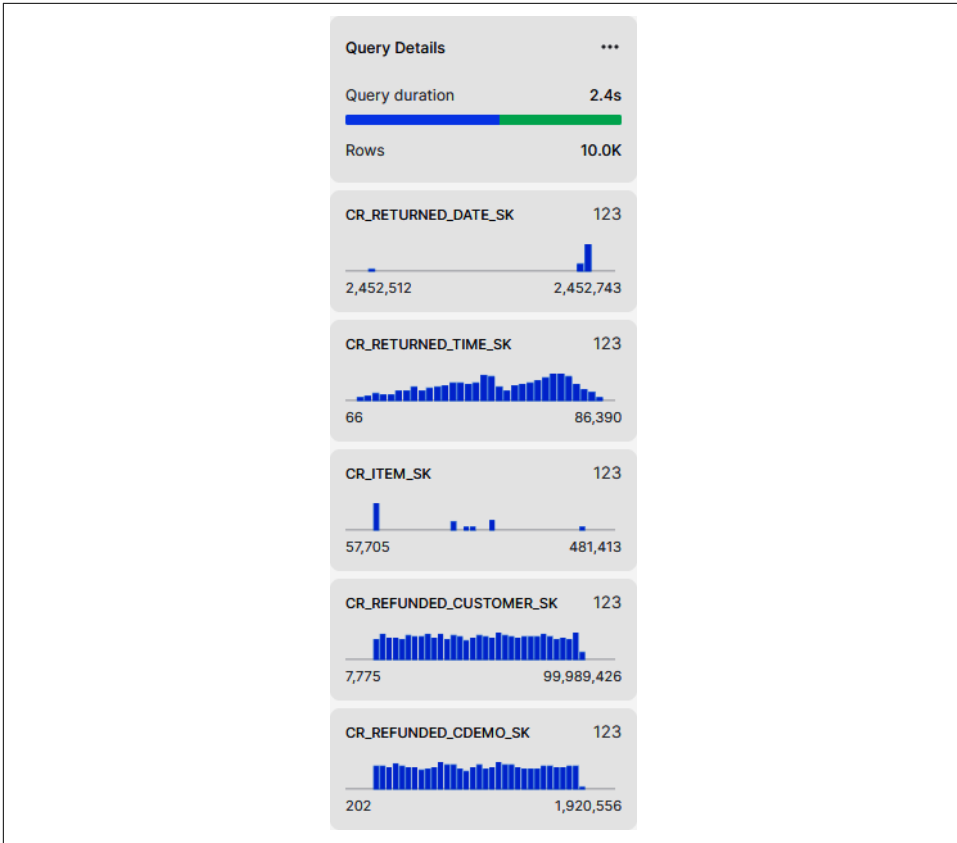 Query Details
Query duration 2.4s
Rows 10.0K
CR_RETURNED_DATE_SK 123
2,452,512 2,452,743
CR_RETURNED_TIME_SK 123
66 86,390
CR_ITEM_SK 123
57,705 481,413
CR_REFUNDED_CUSTOMER_SK 123
7,775 99,989,426
CR_REFUNDED_CDEMO_SK 123
202 1,920,556